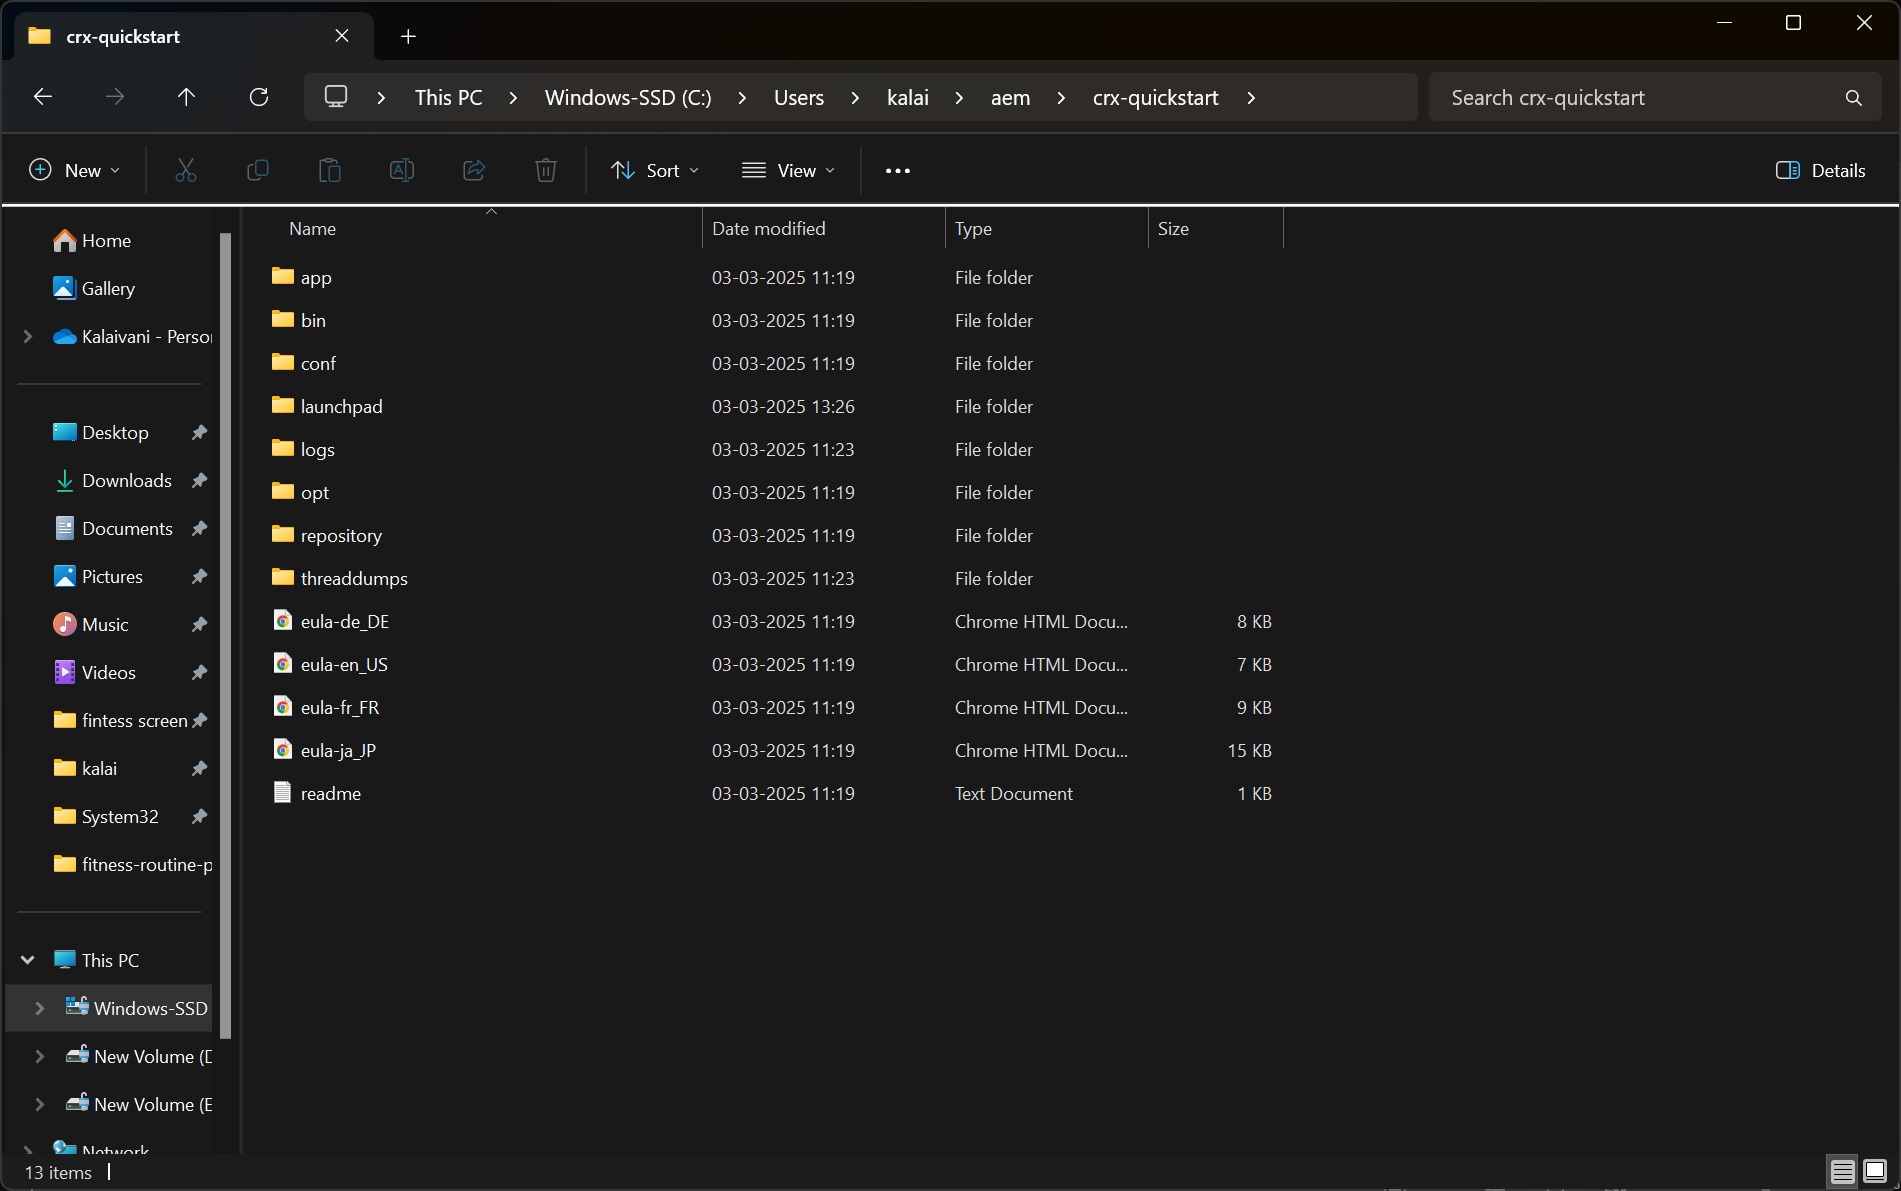 crx-quickstart
This PC > Windows-SSD (C:) > Users > kalai > aem > crx-quickstart >
Search crx-quickstart
New
Sort
View
Details
Home
Gallery
Kalaivani - Person
Desktop
Downloads
Documents
Pictures
Music
Videos
fintess screen
kalai
System32
fitness-routine-p
This PC
Windows-SSD
New Volume (D
New Volume (E
Network
Name Date modified Type Size
app 03-03-2025 11:19 File folder
bin 03-03-2025 11:19 File folder
conf 03-03-2025 11:19 File folder
launchpad 03-03-2025 13:26 File folder
logs 03-03-2025 11:23 File folder
opt 03-03-2025 11:19 File folder
repository 03-03-2025 11:19 File folder
threaddumps 03-03-2025 11:23 File folder
eula-de_DE 03-03-2025 11:19 Chrome HTML Docu... 8 KB
eula-en_US 03-03-2025 11:19 Chrome HTML Docu... 7 KB
eula-fr_FR 03-03-2025 11:19 Chrome HTML Docu... 9 KB
eula-ja_JP 03-03-2025 11:19 Chrome HTML Docu... 15 KB
readme 03-03-2025 11:19 Text Document 1 KB
13 items